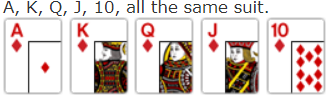 A, K, Q, J, 10, all the same suit.
A K Q J 10